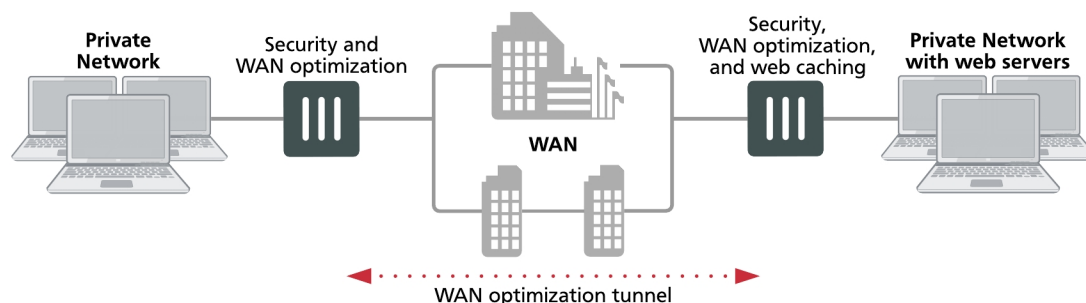 Private
Network
Security and
WAN optimization
WAN
Security,
WAN optimization,
and web caching
Private Network
with web servers
WAN optimization tunnel